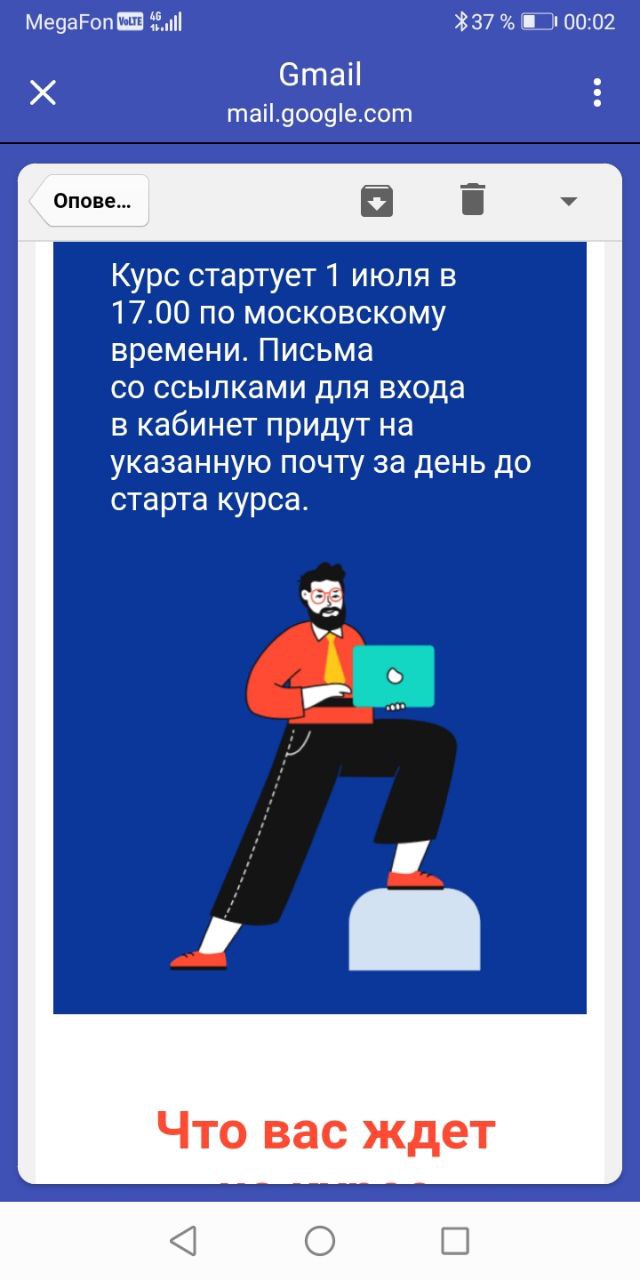 MegaFon VoLTE 4G 37 % 00:02
Gmail
mail.google.com
Опове...
Курс стартует 1 июля в
17.00 по московскому
времени. Письма
со ссылками для входа
в кабинет придут на
указанную почту за день до
старта курса.
Что вас ждет